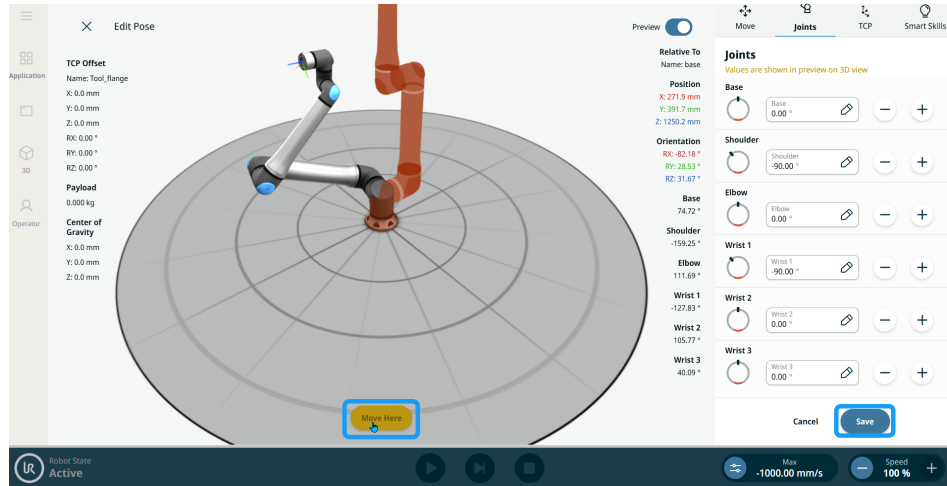 Edit Pose
Preview
Move
Joints
TCP
Smart Skills
Application
3D
Operator
TCP Offset
Name: Tool_flange
X: 0.0 mm
Y: 0.0 mm
Z: 0.0 mm
RX: 0.00 °
RY: 0.00 °
RZ: 0.00 °
Payload
0.000 kg
Center of
Gravity
X: 0.0 mm
Y: 0.0 mm
Z: 0.0 mm
Move Here
Relative To
Name: base
Position
X: 271.9 mm
Y: 391.7 mm
Z: 1250.2 mm
Orientation
RX: -82.18 °
RY: 28.53 °
RZ: 31.67 °
Base
74.72 °
Shoulder
-159.25 °
Elbow
111.69 °
Wrist 1
-127.83 °
Wrist 2
105.77 °
Wrist 3
40.09 °
Joints
Values are shown in preview on 3D view
Base
Base
0.00 °
Shoulder
Shoulder
-90.00 °
Elbow
Elbow
0.00 °
Wrist 1
Wrist 1
-90.00 °
Wrist 2
Wrist 2
0.00 °
Wrist 3
Wrist 3
0.00 °
Cancel
Save
UR
Robot State
Active
Max
-1000.00 mm/s
Speed
100 %